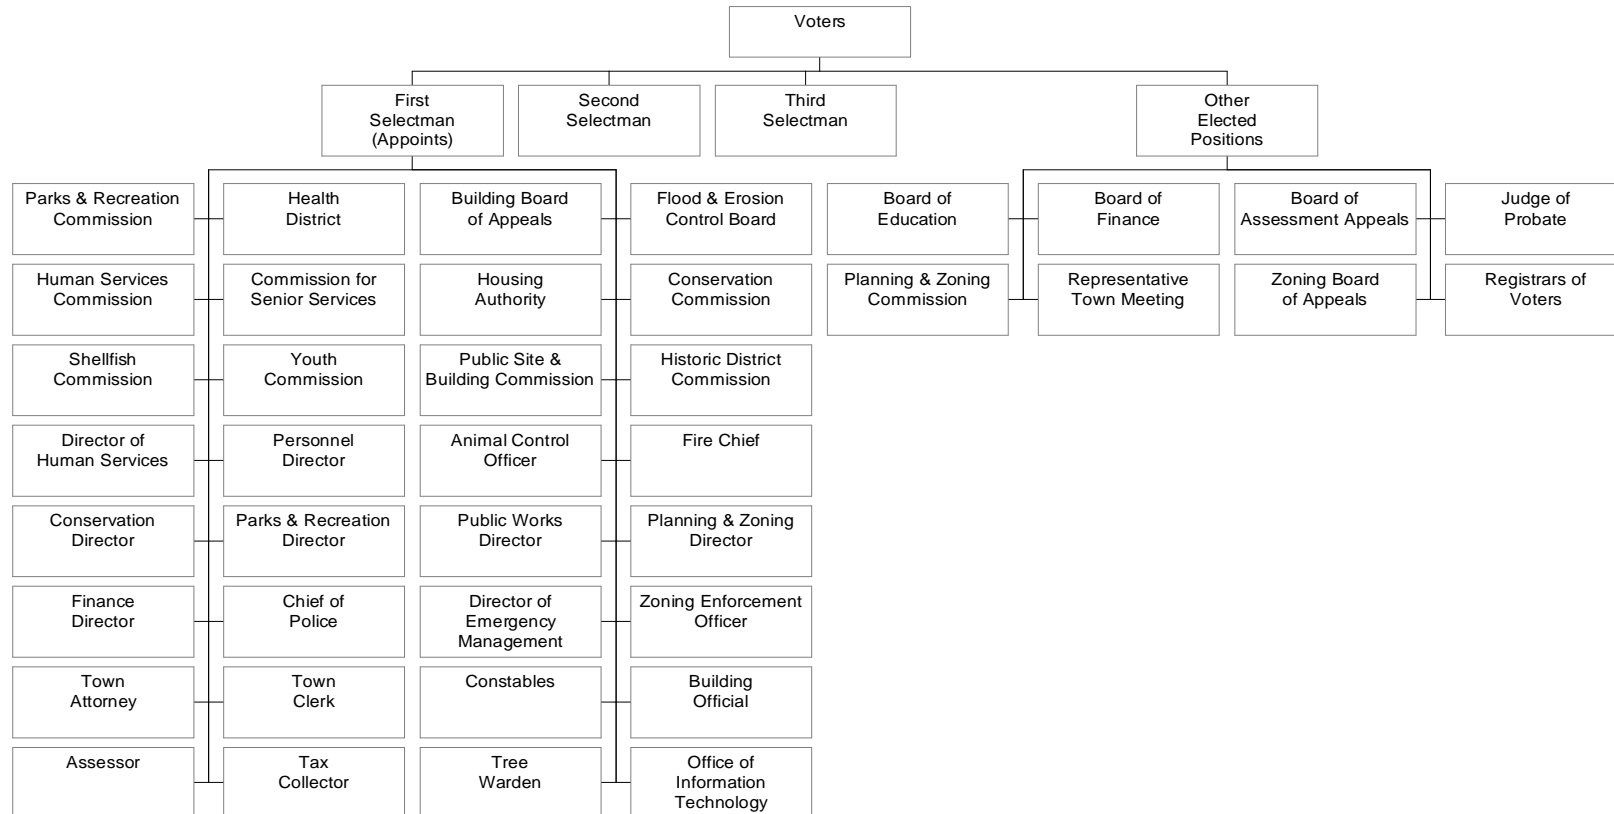 Voters
First
Selectman
(Appoints)
Second
Selectman
Third
Selectman
Other
Elected
Positions
Parks & Recreation
Commission
Health
District
Building Board
of Appeals
Flood & Erosion
Control Board
Board of
Education
Board of
Finance
Board of
Assessment Appeals
Judge of
Probate
Human Services
Commission
Commission for
Senior Services
Housing
Authority
Conservation
Commission
Planning & Zoning
Commission
Representative
Town Meeting
Zoning Board
of Appeals
Registrars of
Voters
Shellfish
Commission
Youth
Commission
Public Site &
Building Commission
Historic District
Commission
Director of
Human Services
Personnel
Director
Animal Control
Officer
Fire Chief
Conservation
Director
Parks & Recreation
Director
Public Works
Director
Planning & Zoning
Director
Finance
Director
Chief of
Police
Director of
Emergency
Management
Zoning Enforcement
Officer
Town
Attorney
Town
Clerk
Constables
Building
Official
Assessor
Tax
Collector
Tree
Warden
Office of
Information
Technology